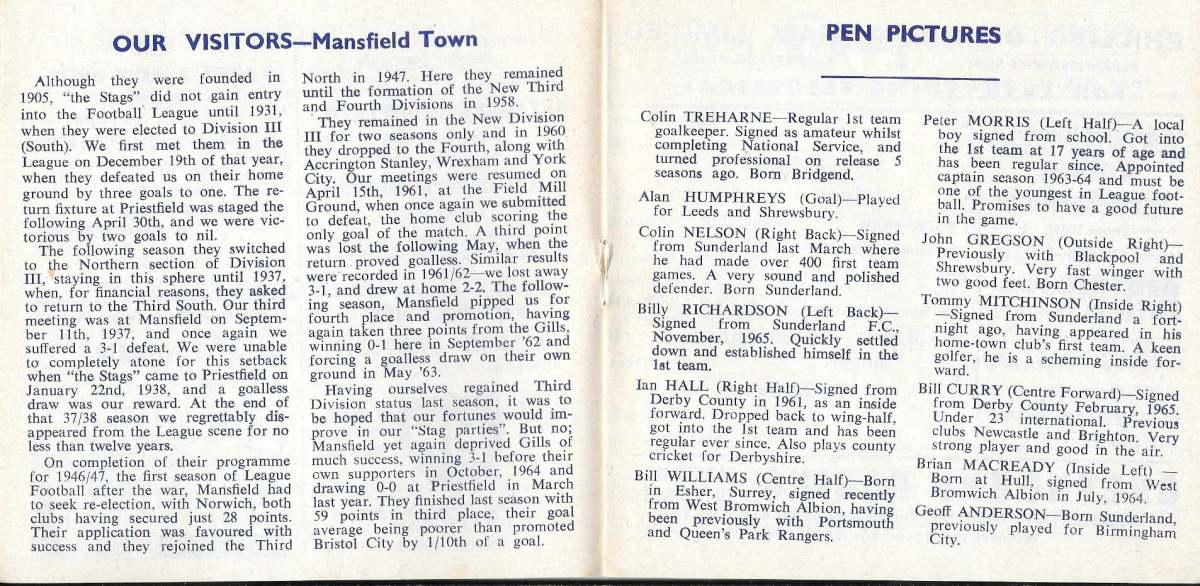 OUR VISITORS—Mansfield Town
Although they were founded in
1905, "the Stags" did not gain entry
into the Football League until 1931,
when they were elected to Division III
(South). We first met them in the
League on December 19th of that year,
when they defeated us on their home
ground by three goals to one. The re-
turn fixture at Priestfield was staged the
following April 30th, and we were vic-
torious by two goals to nil.
The following season they switched
to the Northern section of Division
III, staying in this sphere until 1937,
when, for financial reasons, they asked
to return to the Third South. Our third
meeting was at Mansfield on Septem-
ber 11th, 1937, and once again we
suffered a 3-1 defeat. We were unable
to completely atone for this setback
when "the Stags" came to Priestfield on
January 22nd, 1938, and a goalless
draw was our reward. At the end of
that 37/38 season we regrettably dis-
appeared from the League scene for no
less than twelve years.
On completion of their programme
for 1946/47, the first season of League
Football after the war, Mansfield had
to seek re-election, with Norwich, both
clubs having secured just 28 points.
Their application was favoured with
success and they rejoined the Third
North in 1947. Here they remained
until the formation of the New Third
and Fourth Divisions in 1958.
They remained in the New Division
III for two seasons only and in 1960
they dropped to the Fourth, along with
Accrington Stanley, Wrexham and York
City. Our meetings were resumed on
April 15th, 1961, at the Field Mill
Ground, when once again we submitted
to defeat, the home club scoring the
only goal of the match. A third point
was lost the following May, when the
return proved goalless. Similar results
were recorded in 1961/62—we lost away
3-1, and drew at home 2-2. The follow-
ing season, Mansfield pipped us for
fourth place and promotion, having
again taken three points from the Gills,
winning 0-1 here in September '62 and
forcing a goalless draw on their own
ground in May '63.
Having ourselves regained Third
Division status last season, it was to
be hoped that our fortunes would im-
prove in our "Stag parties". But no;
Mansfield yet again deprived Gills of
much success, winning 3-1 before their
own supporters in October, 1964 and
drawing 0-0 at Priestfield in March
last year. They finished last season with
59 points in third place, their goal
average being poorer than promoted
Bristol City by 1/10th of a goal.
PEN PICTURES
Colin TREHARNE—Regular 1st team
goalkeeper. Signed as amateur whilst
completing National Service, and
turned professional on release 5
seasons ago. Born Bridgend.
Alan HUMPHREYS (Goal)—Played
for Leeds and Shrewsbury.
Colin NELSON (Right Back)—Signed
from Sunderland last March where
he had made over 400 first team
games. A very sound and polished
defender. Born Sunderland.
Billy RICHARDSON (Left Back)—
Signed from Sunderland F.C.,
November, 1965. Quickly settled
down and established himself in the
1st team.
Ian HALL (Right Half)—Signed from
Derby County in 1961, as an inside
forward. Dropped back to wing-half,
got into the 1st team and has been
regular ever since. Also plays county
cricket for Derbyshire.
Bill WILLIAMS (Centre Half)—Born
in Esher, Surrey, signed recently
from West Bromwich Albion, having
been previously with Portsmouth
and Queen's Park Rangers.
Peter MORRIS (Left Half)—A local
boy signed from school. Got into
the 1st team at 17 years of age and
has been regular since. Appointed
captain season 1963-64 and must be
one of the youngest in League foot-
ball. Promises to have a good future
in the game.
John GREGSON (Outside Right)—
Previously with Blackpool and
Shrewsbury. Very fast winger with
two good feet. Born Chester.
Tommy MITCHINSON (Inside Right)
—Signed from Sunderland a fort-
night ago, having appeared in his
home-town club's first team. A keen
golfer, he is a scheming inside for-
ward.
Bill CURRY (Centre Forward)—Signed
from Derby County February, 1965.
Under 23 international. Previous
clubs Newcastle and Brighton. Very
strong player and good in the air.
Brian MACREADY (Inside Left) —
Born at Hull, signed from West
Bromwich Albion in July, 1964.
Geoff ANDERSON—Born Sunderland,
previously played for Birmingham
City.